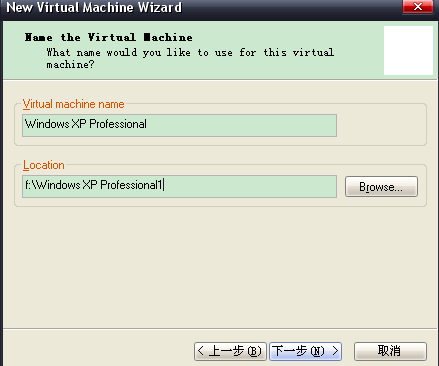 New Virtual Machine Wizard
Name the Virtual Machine
What name would you like to use for this virtual
machine?
Virtual machine name
Windows XP Professional
Location
f:\Windows XP Professional1
Browse...
< 上一步(B)
下一步(N) >
取消